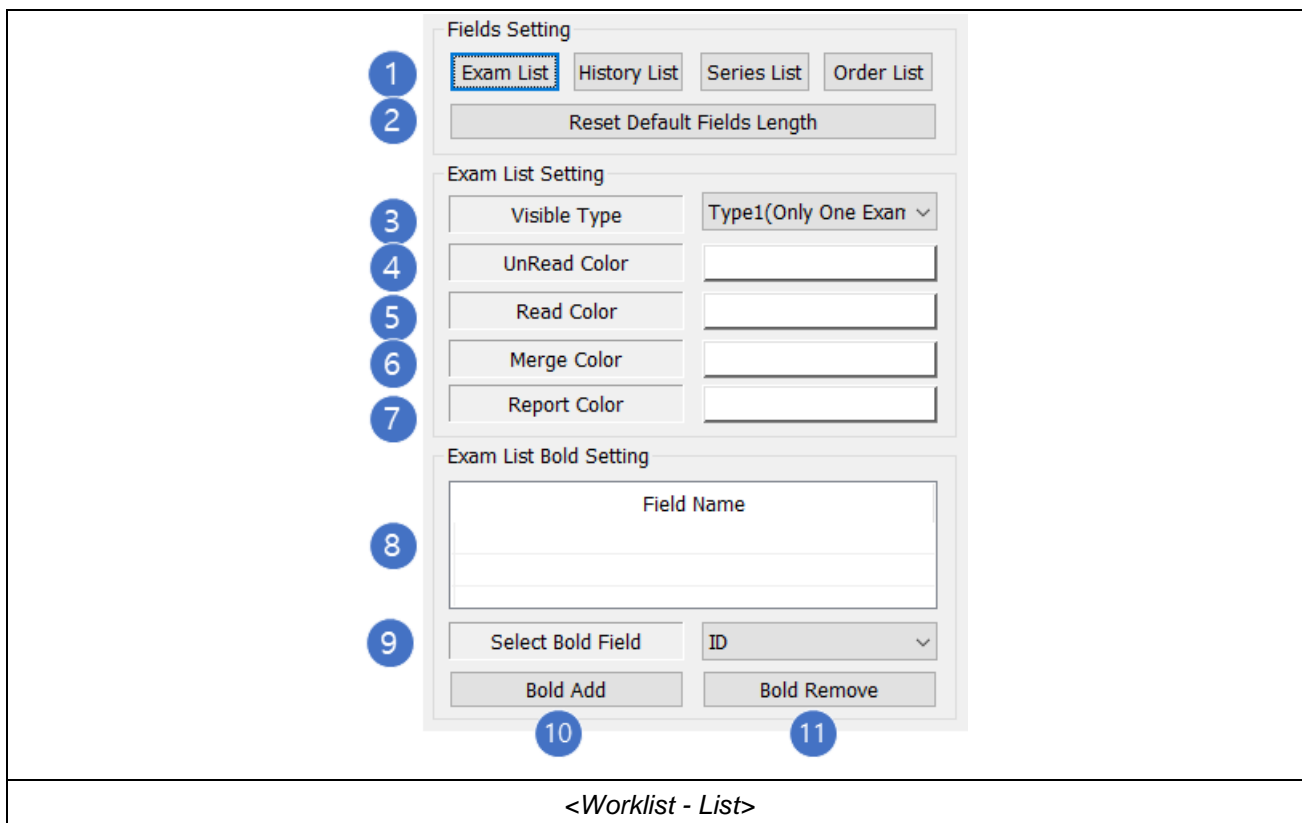 Fields Setting
1 Exam List History List Series List Order List
2 Reset Default Fields Length
Exam List Setting
3 Visible Type Type1(Only One Exan
4 UnRead Color
5 Read Color
6 Merge Color
7 Report Color
Exam List Bold Setting
Field Name
8
9 Select Bold Field ID
Bold Add Bold Remove
10 11
<Worklist - List>